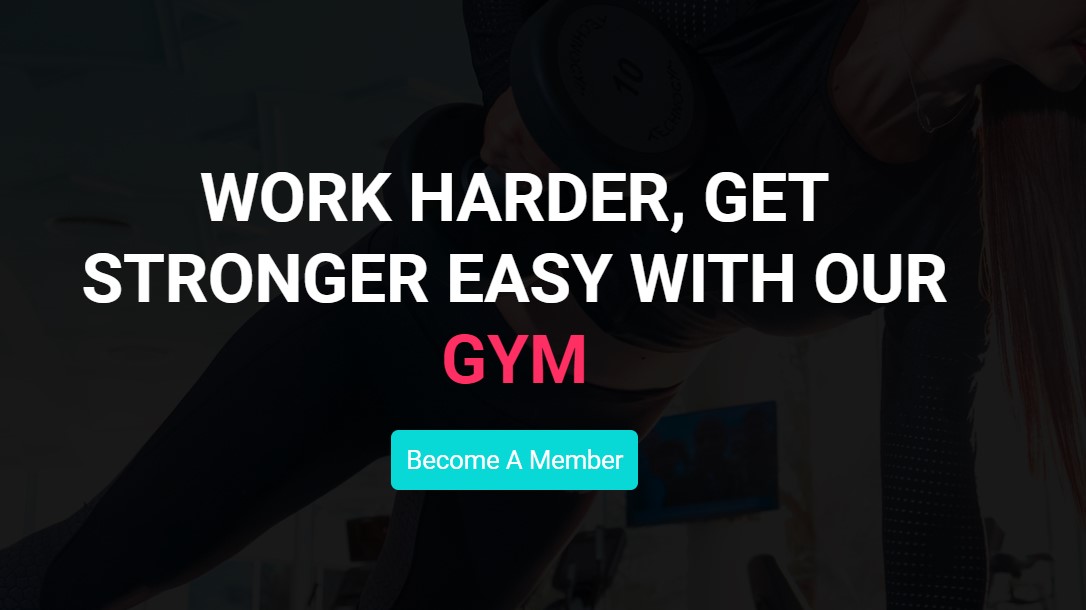 10
WORK HARDER, GET
STRONGER EASY WITH OUR
GYM
Become A Member